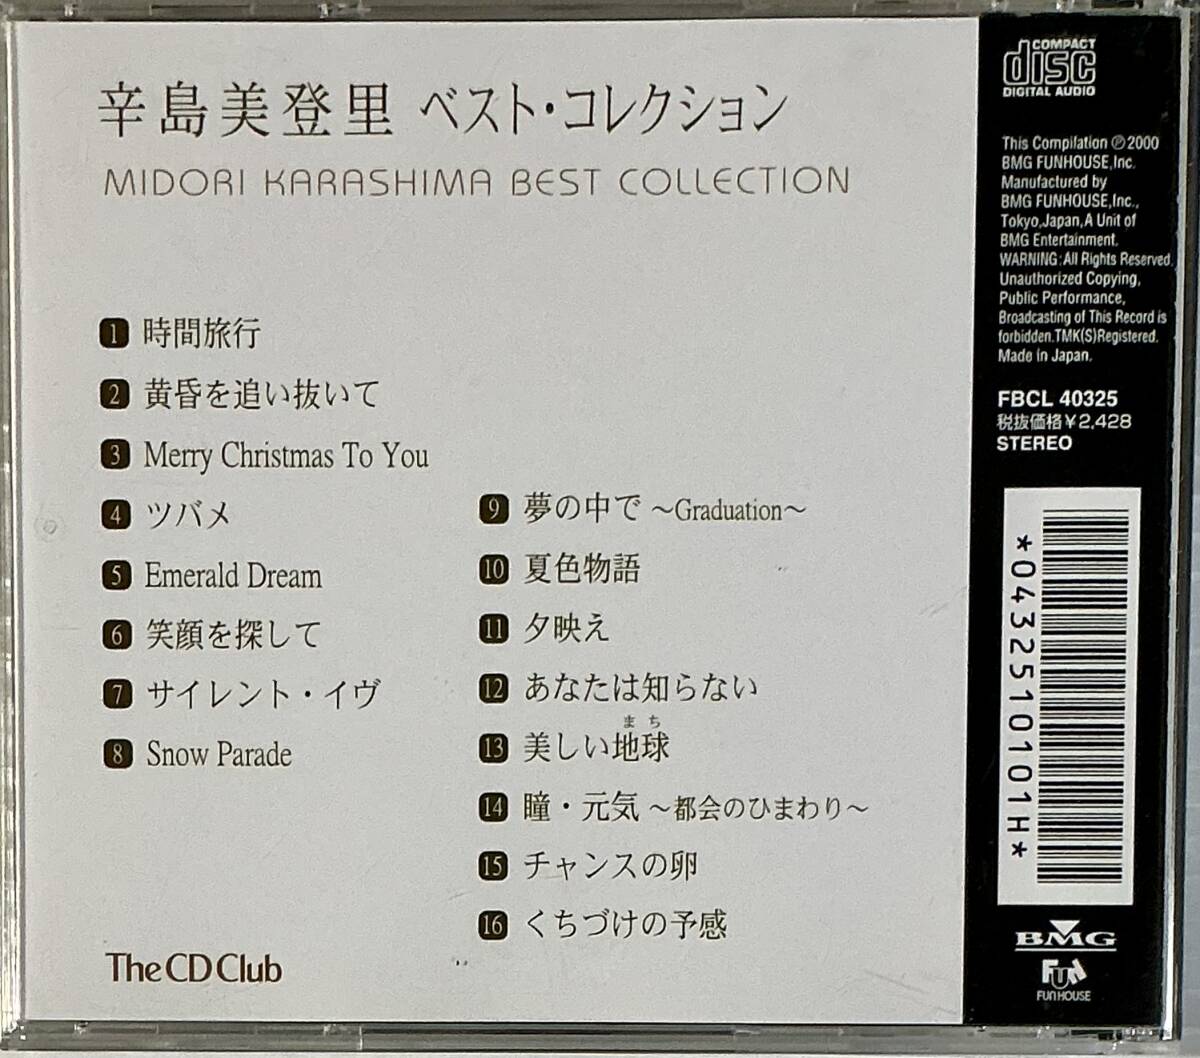 辛島美登里 ベスト・コレクション
MIDORI KARASHIMA BEST COLLECTION
1 時間旅行
2 黄昏を追い抜いて
3 Merry Christmas To You
4 ツバメ
5 Emerald Dream
6 笑顔を探して
7 サイレント・イヴ
8 Snow Parade
9 夢の中で 〜Graduation〜
10 夏色物語
11 夕映え
12 あなたは知らない
まち
13 美しい地球
14 瞳・元気 〜都会のひまわり〜
15 チャンスの卵
16 くちづけの予感
The CD Club
COMPACT
disc
DIGITAL AUDIO
This Compilation ℗2000
BMG FUNHOUSE,Inc.
Manufactured by
BMG FUNHOUSE,Inc.,
Tokyo,Japan,A Unit of
BMG Entertainment.
WARNING:All Rights Reserved.
Unauthorized Copying,
Public Performance,
Broadcasting of This Record is
forbidden.TMK(S)Registered.
Made in Japan.
FBCL 40325
税抜価格¥2,428
STEREO
*0432510101H*
BMG
FUN
FUNHOUSE